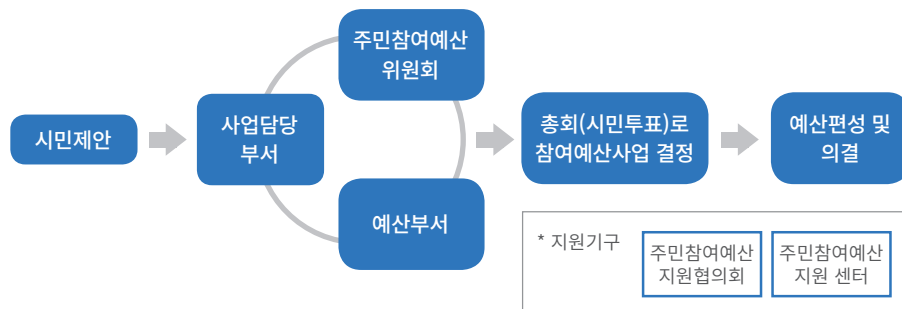 시민제안
사업담당
부서
주민참여예산
위원회
예산부서
총회(시민투표)로
참여예산사업 결정
예산편성 및
의결
* 지원기구
주민참여예산
지원협의회
주민참여예산
지원 센터